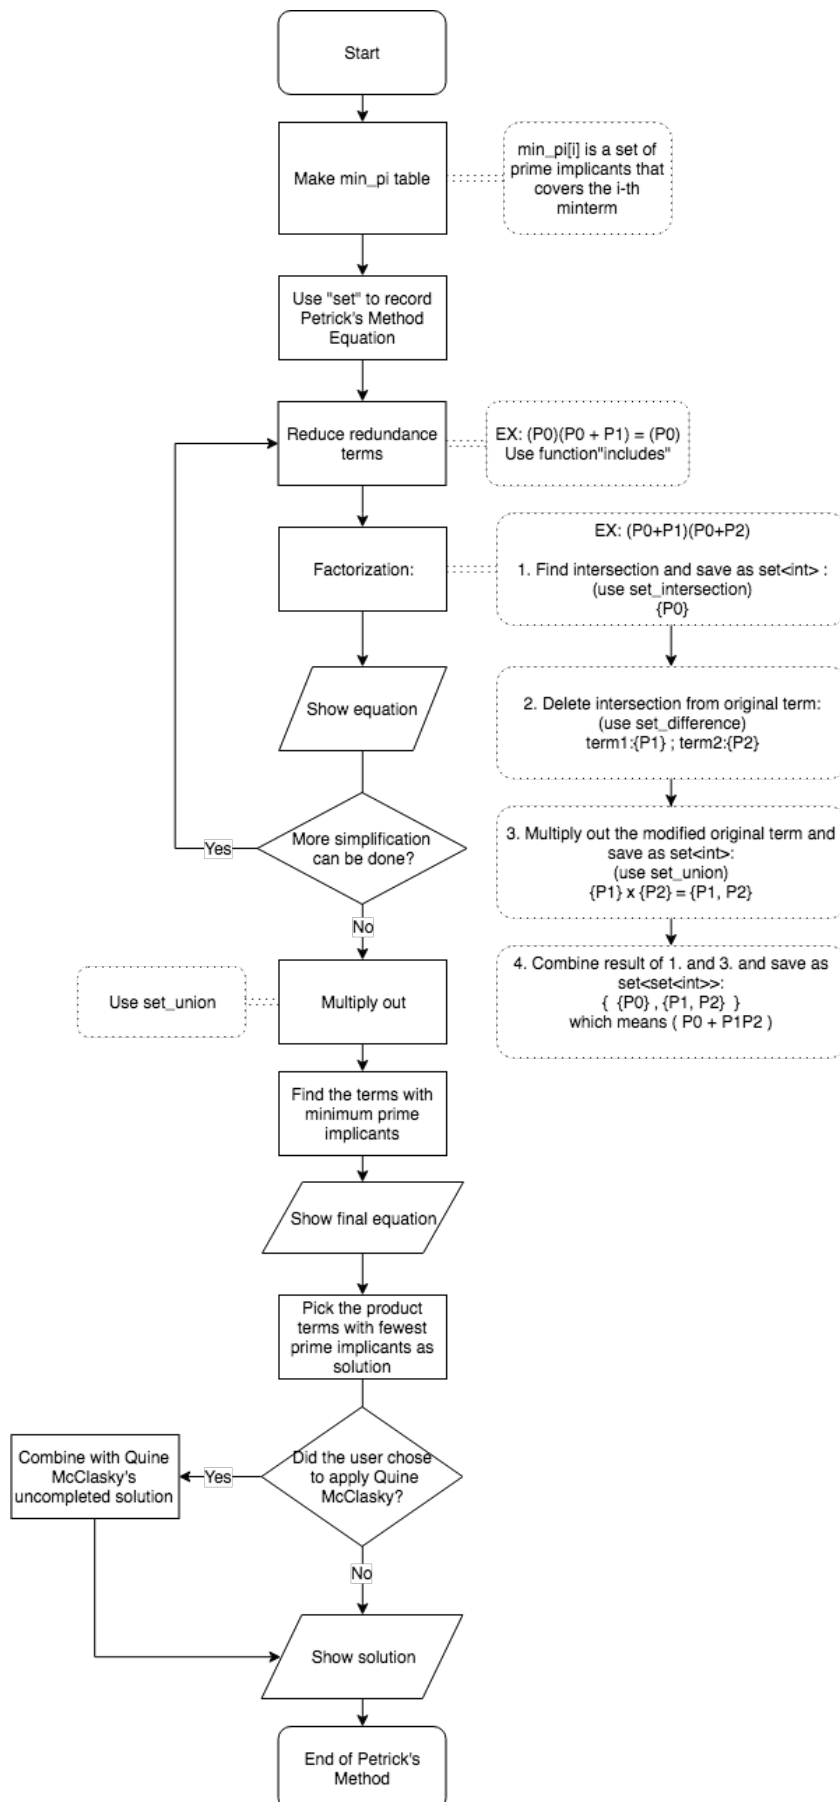 Start
Make min_pi table
min_pi[i] is a set of
prime implicants that
covers the i-th
minterm
Use "set" to record
Petrick's Method
Equation
Reduce redundance
terms
EX: (P0)(P0 + P1) = (P0)
Use function"includes"
Factorization:
EX: (P0+P1)(P0+P2)
1. Find intersection and save as set<int> :
(use set_intersection)
{P0}
Show equation
2. Delete intersection from original term:
(use set_difference)
term1:{P1} ; term2:{P2}
More simplification
can be done?
Yes
No
3. Multiply out the modified original term and
save as set<int>:
(use set_union)
{P1} x {P2} = {P1, P2}
4. Combine result of 1. and 3. and save as
set<set<int>>:
{ {P0} , {P1, P2} }
which means ( P0 + P1P2 )
Use set_union
Multiply out
Find the terms with
minimum prime
implicants
Show final equation
Pick the product
terms with fewest
prime implicants as
solution
Did the user chose
to apply Quine
McClasky?
Yes
Combine with Quine
McClasky's
uncompleted solution
No
Show solution
End of Petrick's
Method